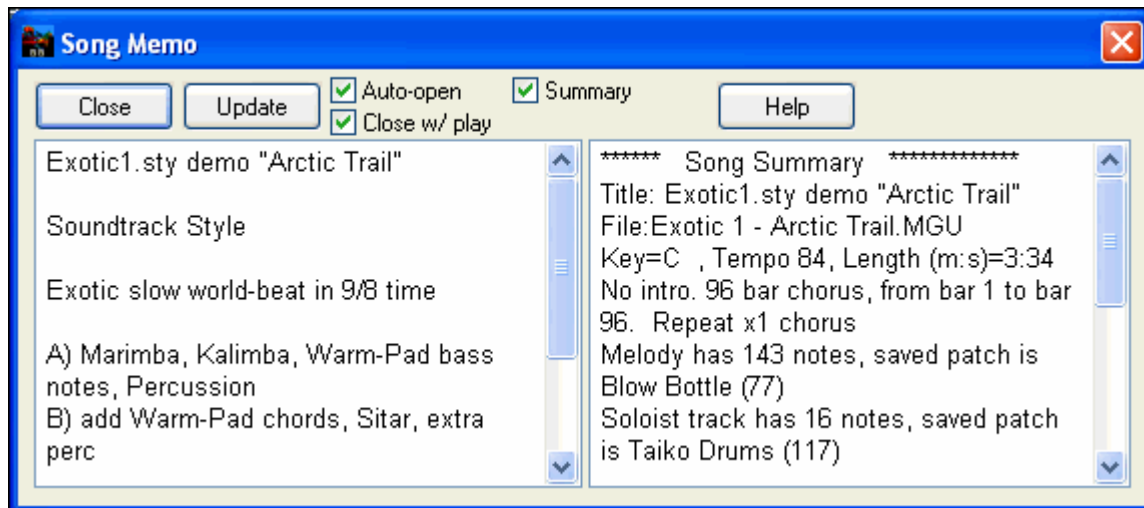 Song Memo
Close
Update
Auto-open
Summary
Close w/ play
Help
Exotic1.sty demo "Arctic Trail"
Soundtrack Style
Exotic slow world-beat in 9/8 time
A) Marimba, Kalimba, Warm-Pad bass
notes, Percussion
B) add Warm-Pad chords, Sitar, extra
perc
****** Song Summary *************
Title: Exotic1.sty demo "Arctic Trail"
File:Exotic 1 - Arctic Trail.MGU
Key=C , Tempo 84, Length (m:s)=3:34
No intro. 96 bar chorus, from bar 1 to bar
96. Repeat x1 chorus
Melody has 143 notes, saved patch is
Blow Bottle (77)
Soloist track has 16 notes, saved patch
is Taiko Drums (117)